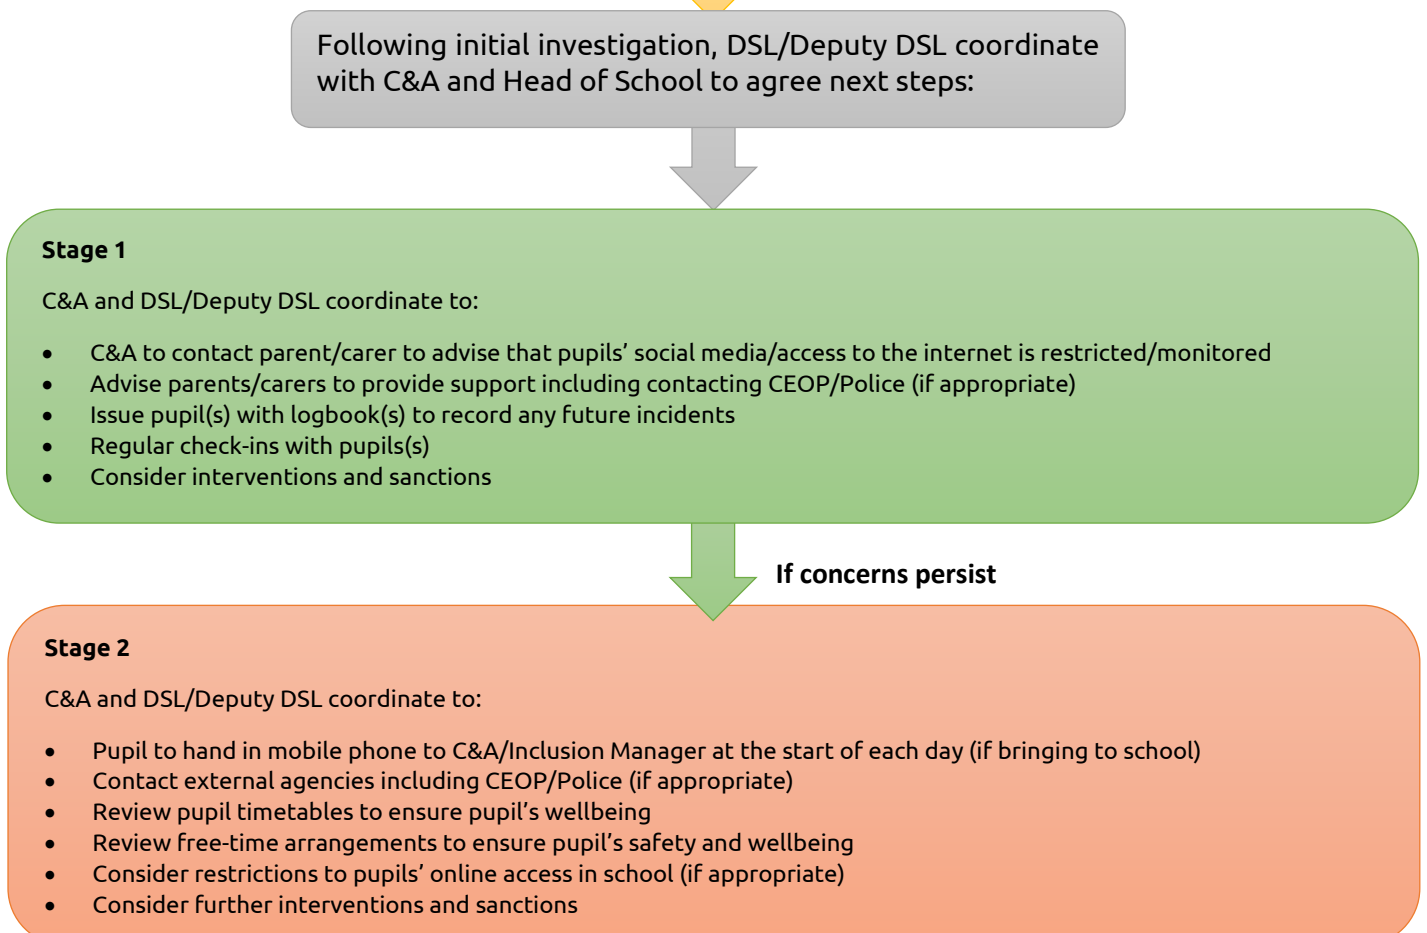 Following initial investigation, DSL/Deputy DSL coordinate
with C&A and Head of School to agree next steps:
Stage 1
C&A and DSL/Deputy DSL coordinate to:
• C&A to contact parent/carer to advise that pupils’ social media/access to the internet is restricted/monitored
• Advise parents/carers to provide support including contacting CEOP/Police (if appropriate)
• Issue pupil(s) with logbook(s) to record any future incidents
• Regular check-ins with pupils(s)
• Consider interventions and sanctions
If concerns persist
Stage 2
C&A and DSL/Deputy DSL coordinate to:
• Pupil to hand in mobile phone to C&A/Inclusion Manager at the start of each day (if bringing to school)
• Contact external agencies including CEOP/Police (if appropriate)
• Review pupil timetables to ensure pupil’s wellbeing
• Review free-time arrangements to ensure pupil’s safety and wellbeing
• Consider restrictions to pupils’ online access in school (if appropriate)
• Consider further interventions and sanctions